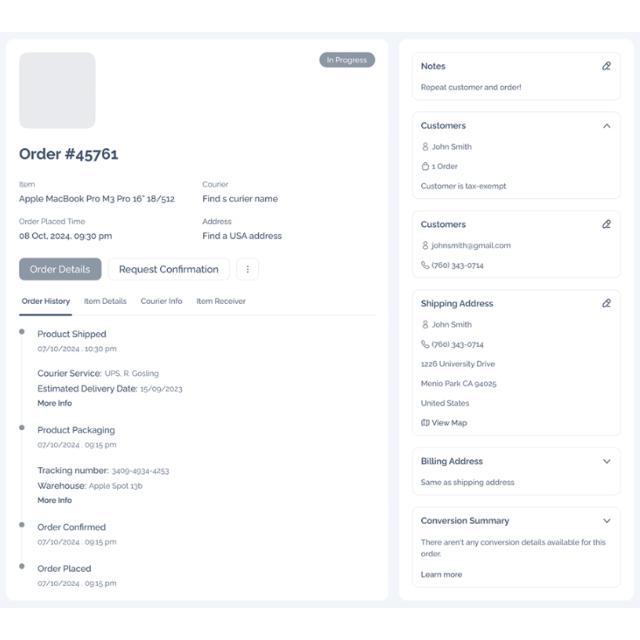 In Progress
Order #45761
Item
Apple MacBook Pro M3 Pro 16" 18/512
Courier
Find s curier name
Order Placed Time
08 Oct, 2024, 09:30 pm
Address
Find a USA address
Order Details
Request Confirmation
Order History
Item Details
Courier Info
Item Receiver
Product Shipped
07/10/2024 . 10:30 pm
Courier Service: UPS, R. Gosling
Estimated Delivery Date: 15/09/2023
More Info
Product Packaging
07/10/2024 . 09:15 pm
Tracking number: 3409-4934-4253
Warehouse: Apple Spot 13b
More Info
Order Confirmed
07/10/2024 . 09:15 pm
Order Placed
07/10/2024 . 09:15 pm
Notes
Repeat customer and order!
Customers
John Smith
1 Order
Customer is tax-exempt
Customers
johnsmith@gmail.com
(760) 343-0714
Shipping Address
John Smith
(760) 343-0714
1226 University Drive
Menio Park CA 94025
United States
View Map
Billing Address
Same as shipping address
Conversion Summary
There aren't any conversion details available for this
order.
Learn more